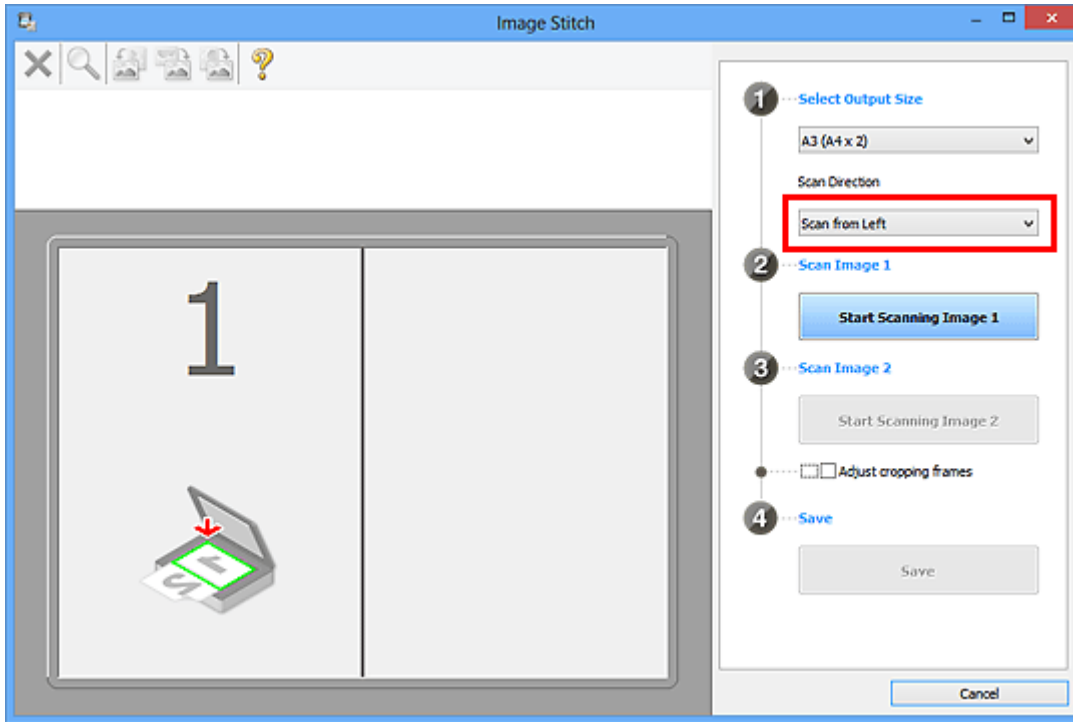 Image Stitch
1
1
2
1 Select Output Size
A3 (A4 x 2)
Scan Direction
Scan from Left
2 Scan Image 1
Start Scanning Image 1
3 Scan Image 2
Start Scanning Image 2
Adjust cropping frames
4 Save
Save
Cancel